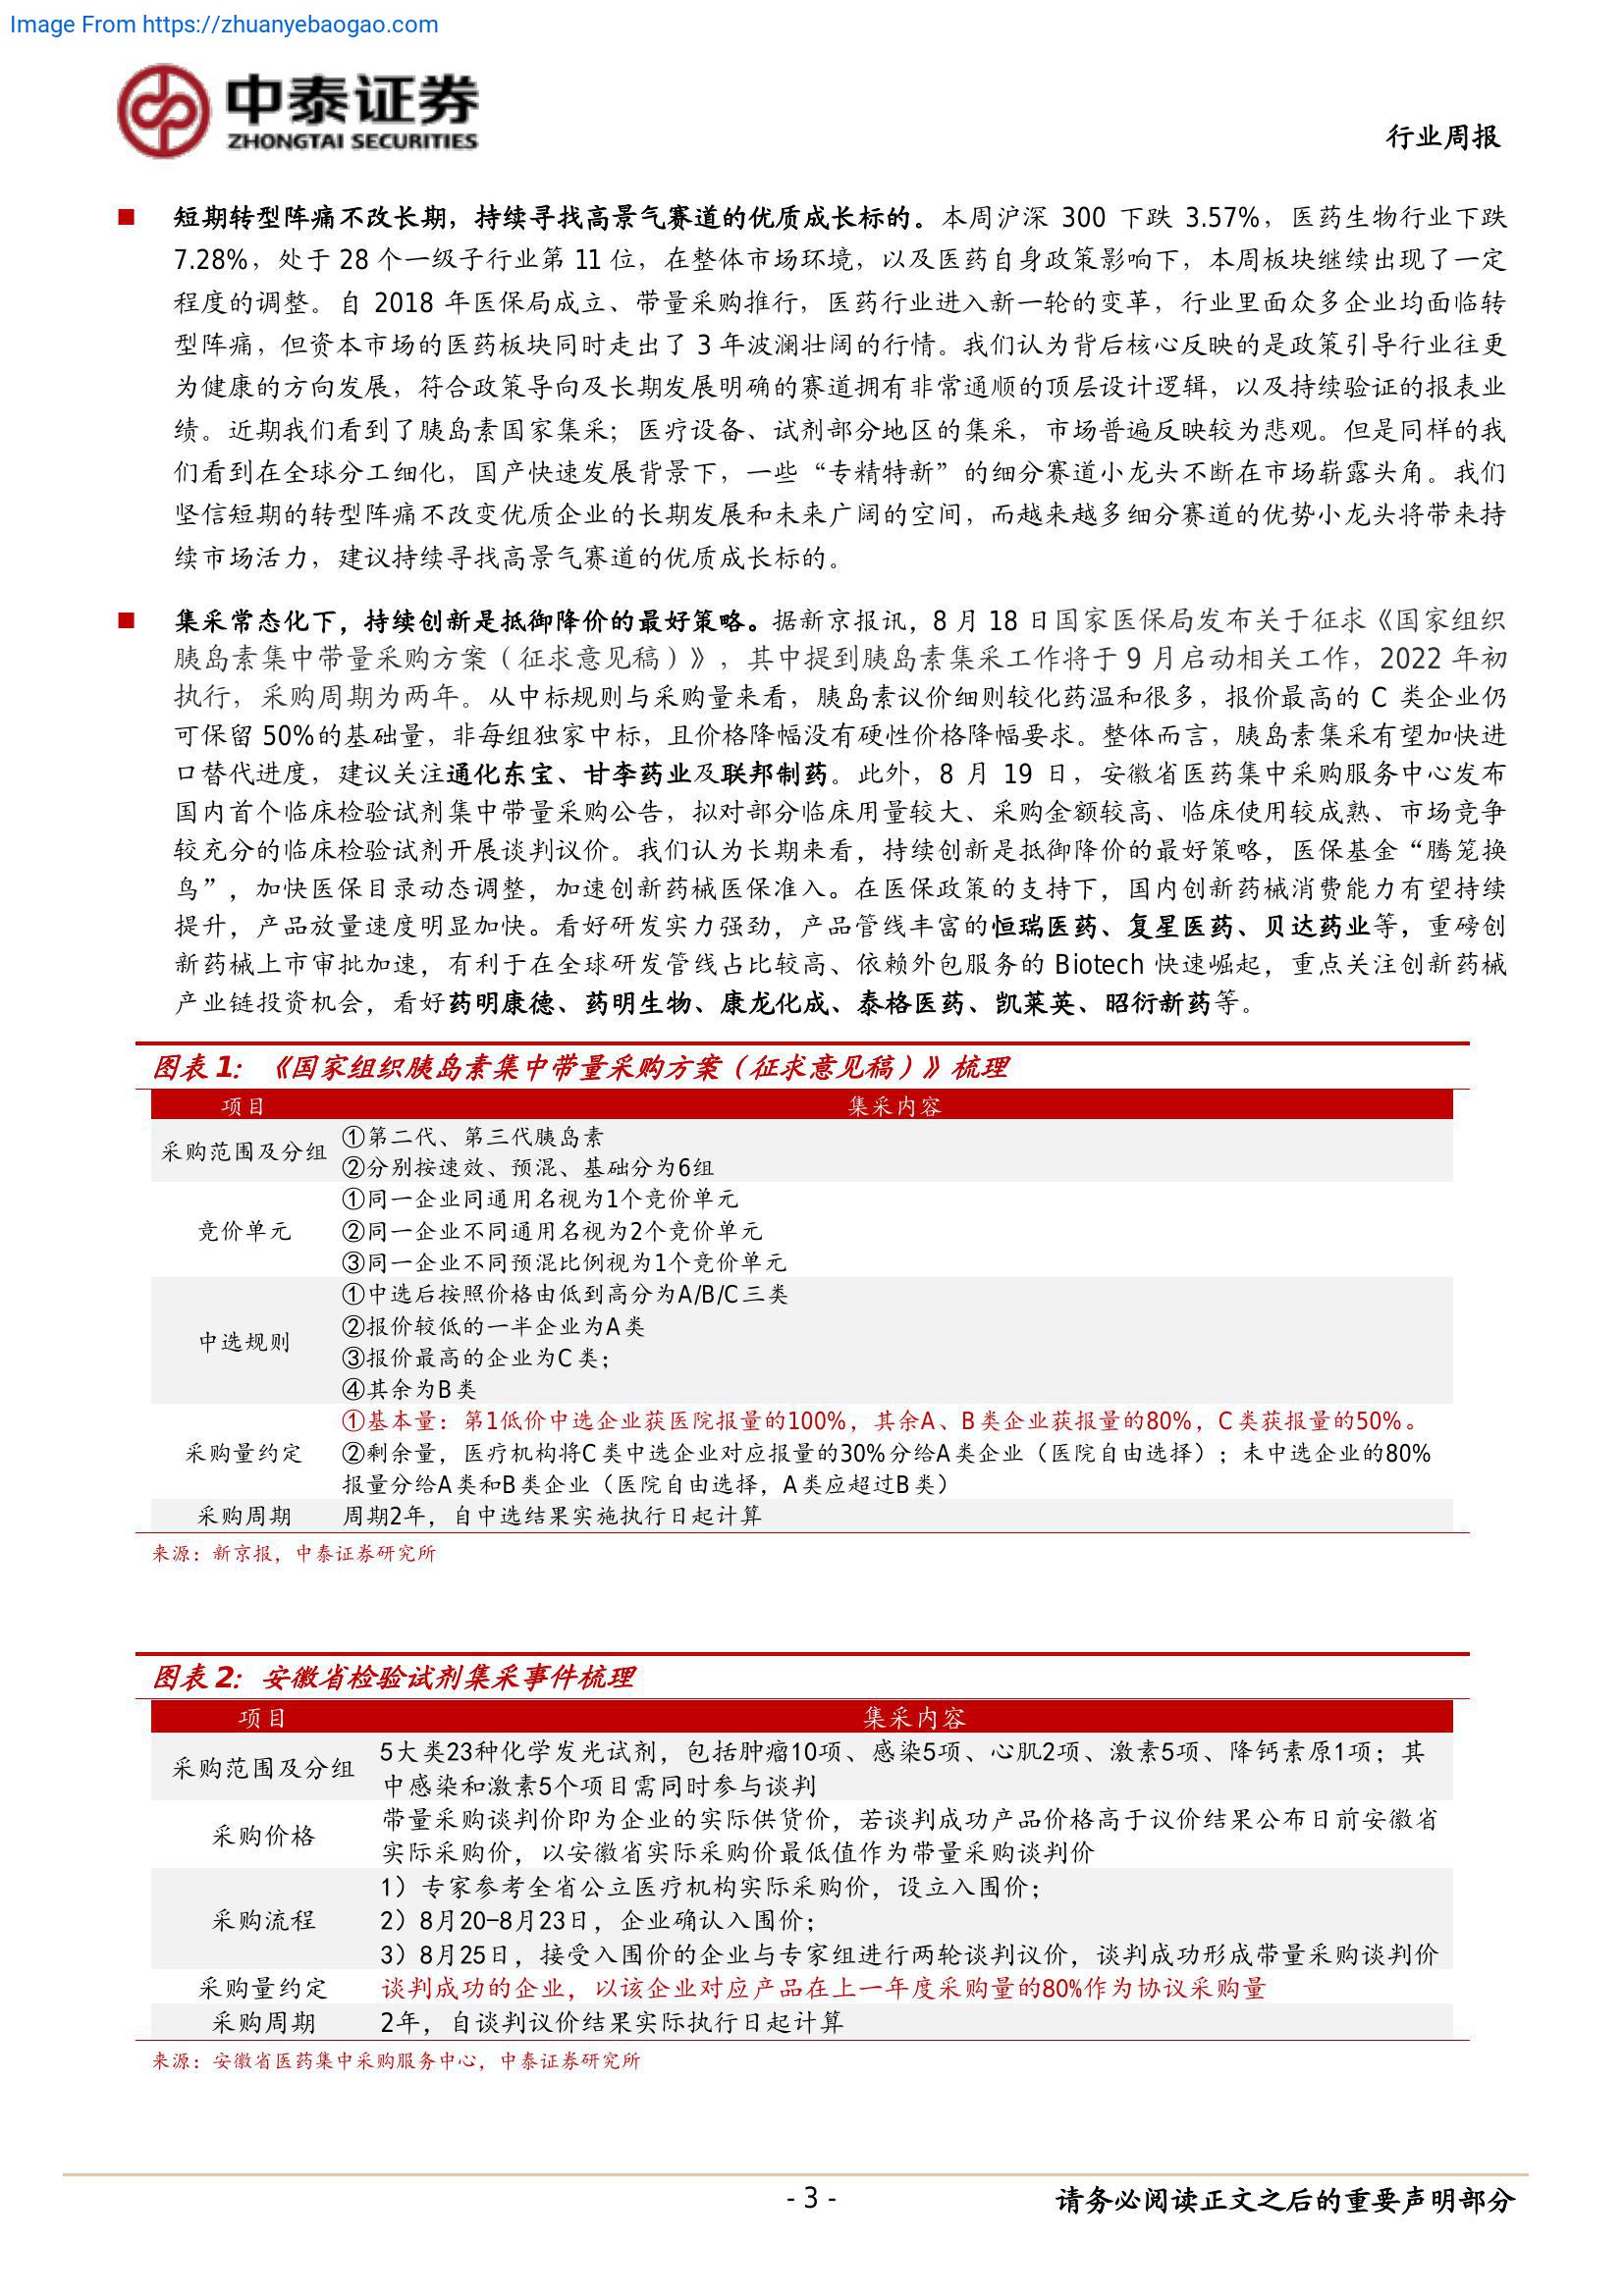 Image From https://zhuanyebaogao.com
中泰证券
ZHONGTAI SECURITIES
行业周报
短期转型阵痛不改长期，持续寻找高景气赛道的优质成长标的。本周沪深 300 下跌 3.57%，医药生物行业下跌
7.28%，处于 28 个一级子行业第 11 位，在整体市场环境，以及医药自身政策影响下，本周板块继续出现了一定
程度的调整。自 2018 年医保局成立、带量采购推行，医药行业进入新一轮的变革，行业里面众多企业均面临转
型阵痛，但资本市场的医药板块同时走出了 3 年波澜壮阔的行情。我们认为背后核心反映的是政策引导行业往更
为健康的方向发展，符合政策导向及长期发展明确的赛道拥有非常通顺的顶层设计逻辑，以及持续验证的报表业
绩。近期我们看到了胰岛素国家集采；医疗设备、试剂部分地区的集采，市场普遍反映较为悲观。但是同样的我
们看到在全球分工细化，国产快速发展背景下，一些“专精特新”的细分赛道小龙头不断在市场崭露头角。我们
坚信短期的转型阵痛不改变优质企业的长期发展和未来广阔的空间，而越来越多细分赛道的优势小龙头将带来持
续市场活力，建议持续寻找高景气赛道的优质成长标的。
集采常态化下，持续创新是抵御降价的最好策略。据新京报讯，8 月 18 日国家医保局发布关于征求《国家组织
胰岛素集中带量采购方案（征求意见稿）》，其中提到胰岛素集采工作将于 9 月启动相关工作，2022 年初
执行，采购周期为两年。从中标规则与采购量来看，胰岛素议价细则较化药温和很多，报价最高的 C 类企业仍
可保留 50%的基础量，非每组独家中标，且价格降幅没有硬性价格降幅要求。整体而言，胰岛素集采有望加快进
口替代进度，建议关注通化东宝、甘李药业及联邦制药。此外，8 月 19 日，安徽省医药集中采购服务中心发布
国内首个临床检验试剂集中带量采购公告，拟对部分临床用量较大、采购金额较高、临床使用较成熟、市场竞争
较充分的临床检验试剂开展谈判议价。我们认为长期来看，持续创新是抵御降价的最好策略，医保基金“腾笼换
鸟”，加快医保目录动态调整，加速创新药械医保准入。在医保政策的支持下，国内创新药械消费能力有望持续
提升，产品放量速度明显加快。看好研发实力强劲，产品管线丰富的恒瑞医药、复星医药、贝达药业等，重磅创
新药械上市审批加速，有利于在全球研发管线占比较高、依赖外包服务的 Biotech 快速崛起，重点关注创新药械
产业链投资机会，看好药明康德、药明生物、康龙化成、泰格医药、凯莱英、昭衍新药等。
图表 1：《国家组织胰岛素集中带量采购方案（征求意见稿）》梳理
项目 集采内容
采购范围及分组 ①第二代、第三代胰岛素
②分别按速效、预混、基础分为6组
竞价单元 ①同一企业同通用名视为1个竞价单元
②同一企业不同通用名视为2个竞价单元
③同一企业不同预混比例视为1个竞价单元
中选规则 ①中选后按照价格由低到高分为A/B/C三类
②报价较低的一半企业为A类
③报价最高的企业为C类；
④其余为B类
采购量约定 ①基本量：第1低价中选企业获医院报量的100%，其余A、B类企业获报量的80%，C类获报量的50%。
②剩余量，医疗机构将C类中选企业对应报量的30%分给A类企业（医院自由选择）；未中选企业的80%
报量分给A类和B类企业（医院自由选择，A类应超过B类）
采购周期 周期2年，自中选结果实施执行日起计算
来源：新京报，中泰证券研究所
图表 2：安徽省检验试剂集采事件梳理
项目 集采内容
采购范围及分组 5大类23种化学发光试剂，包括肿瘤10项、感染5项、心肌2项、激素5项、降钙素原1项；其
中感染和激素5个项目需同时参与谈判
采购价格 带量采购谈判价即为企业的实际供货价，若谈判成功产品价格高于议价结果公布日前安徽省
实际采购价，以安徽省实际采购价最低值作为带量采购谈判价
采购流程 1）专家参考全省公立医疗机构实际采购价，设立入围价；
2）8月20-8月23日，企业确认入围价；
3）8月25日，接受入围价的企业与专家组进行两轮谈判议价，谈判成功形成带量采购谈判价
采购量约定 谈判成功的企业，以该企业对应产品在上一年度采购量的80%作为协议采购量
采购周期 2年，自谈判议价结果实际执行日起计算
来源：安徽省医药集中采购服务中心，中泰证券研究所
- 3 -
请务必阅读正文之后的重要声明部分